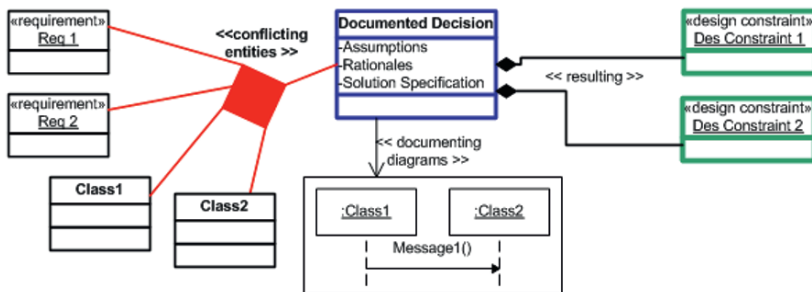 «requirement»
Req 1
«requirement»
Req 2
Class1
Class2
<<conflicting
entities >>
Documented Decision
-Assumptions
-Rationales
-Solution Specification
<< resulting >>
«design constraint»
Des Constraint 1
«design constraint»
Des Constraint 2
<< documenting
diagrams >>
:Class1
:Class2
Message1()